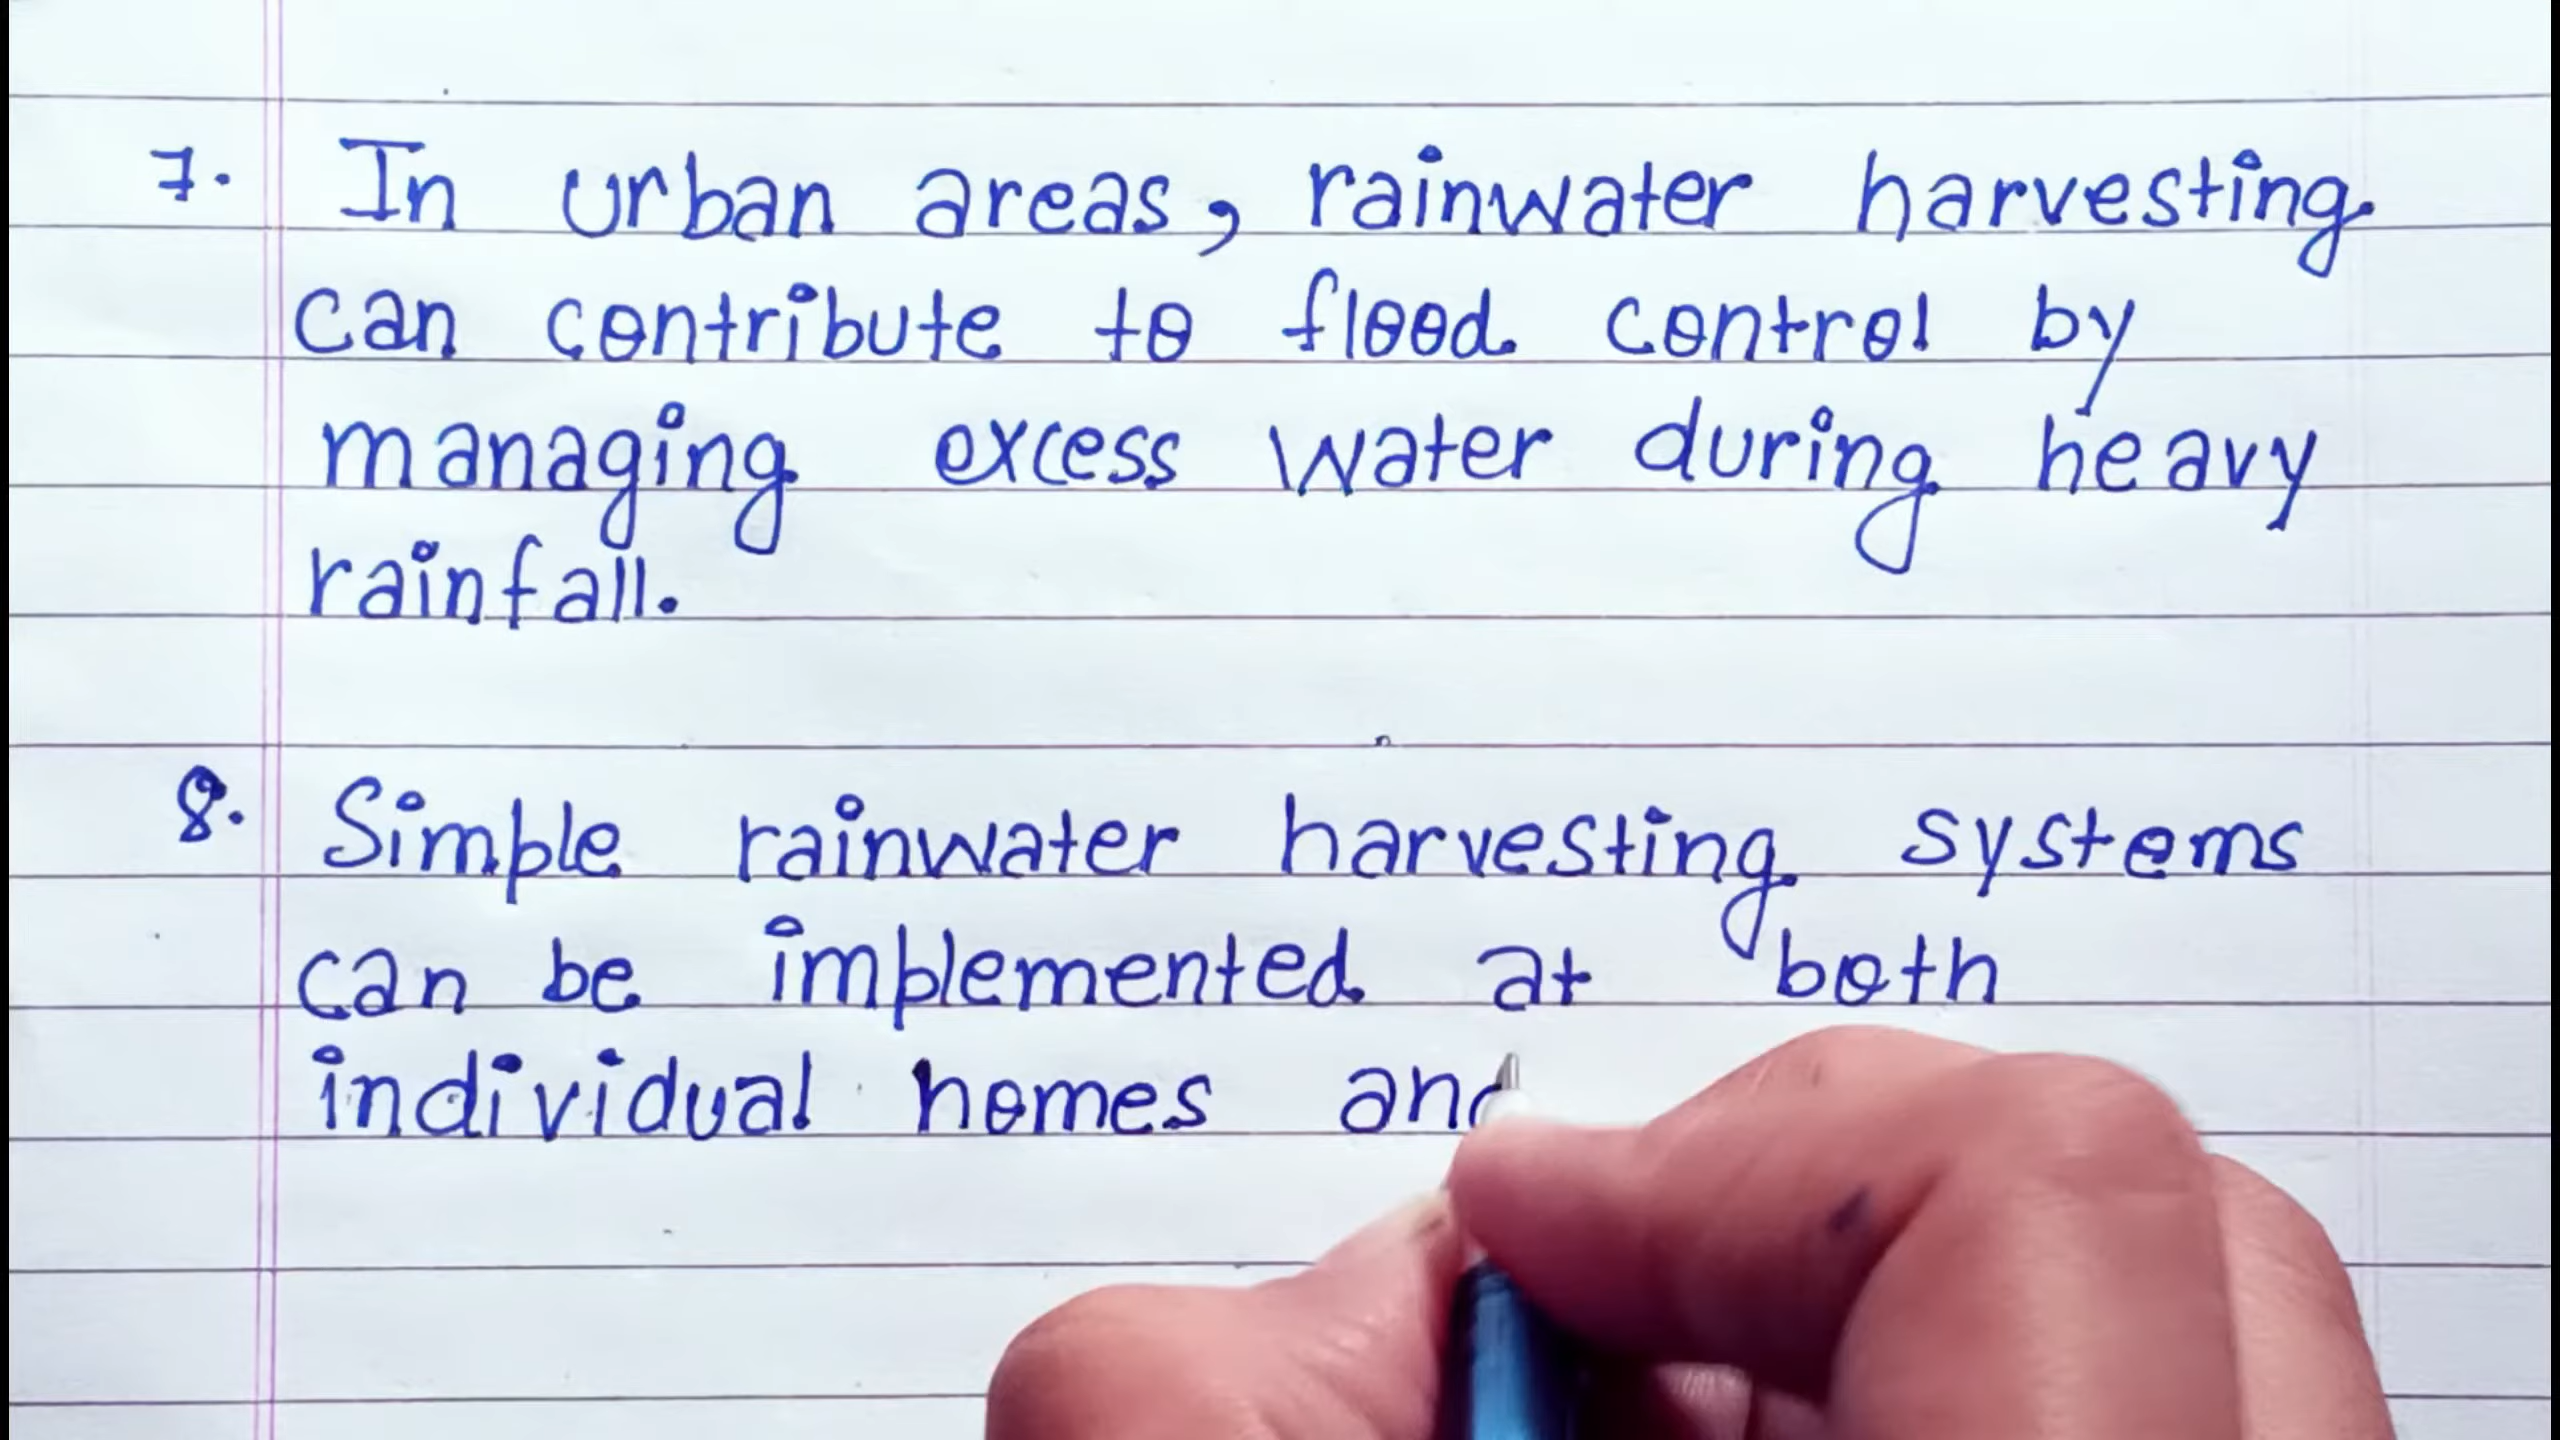 7. In urban areas, rainwater harvesting
can contribute to flood control by
managing excess water during heavy
rainfall.
8. Simple rainwater harvesting systems
can be implemented at both
individual homes and